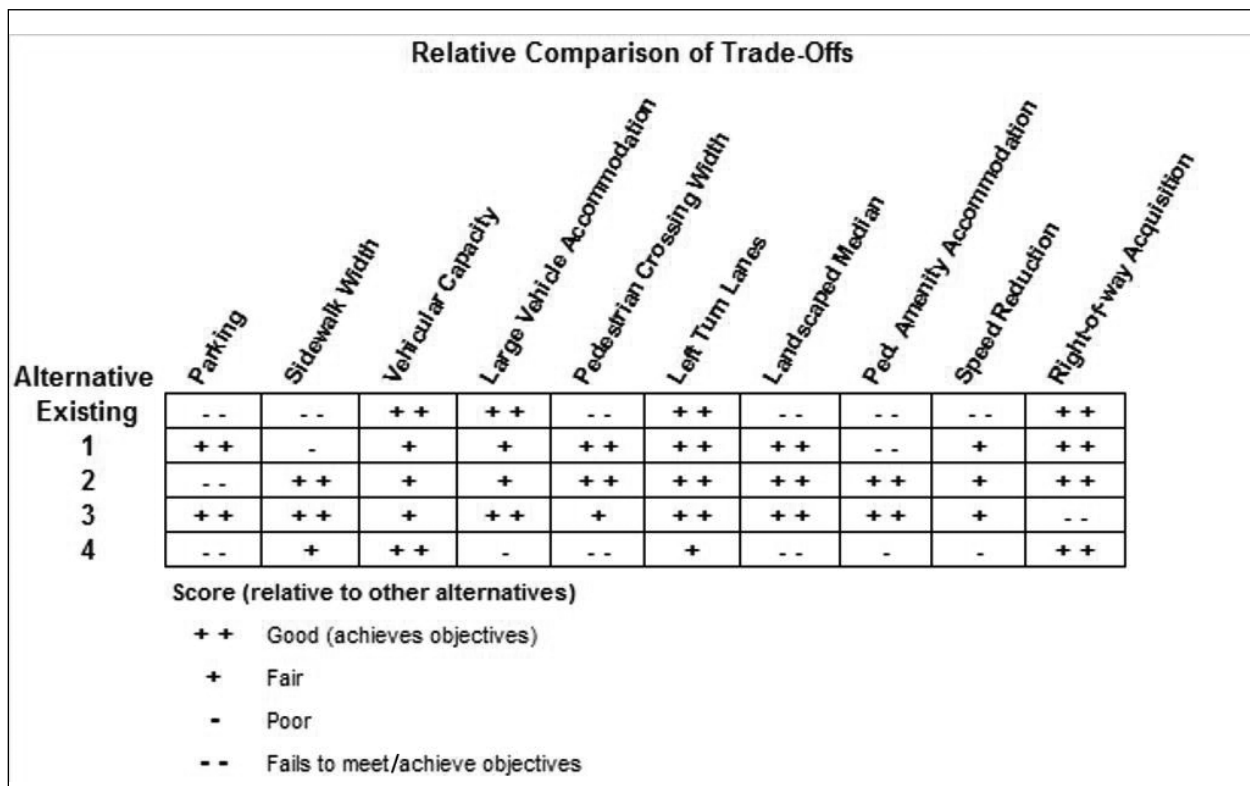 Relative Comparison of Trade-Offs
Parking
Sidewalk Width
Vehicular Capacity
Large Vehicle Accommodation
Pedestrian Crossing Width
Left Turn Lanes
Landscaped Median
Ped. Amenity Accommodation
Speed Reduction
Right-of-way Acquisition
Alternative
Existing - - - - + + + + - - + + - - - - - - + +
1 + + - + + + + + + + + - - + + +
2 - - + + + + + + + + + + + + + + +
3 + + + + + + + + + + + + + + + - -
4 - - + + + - - - + - - - - + +
Score (relative to other alternatives)
+ + Good (achieves objectives)
+ Fair
- Poor
- - Fails to meet/achieve objectives